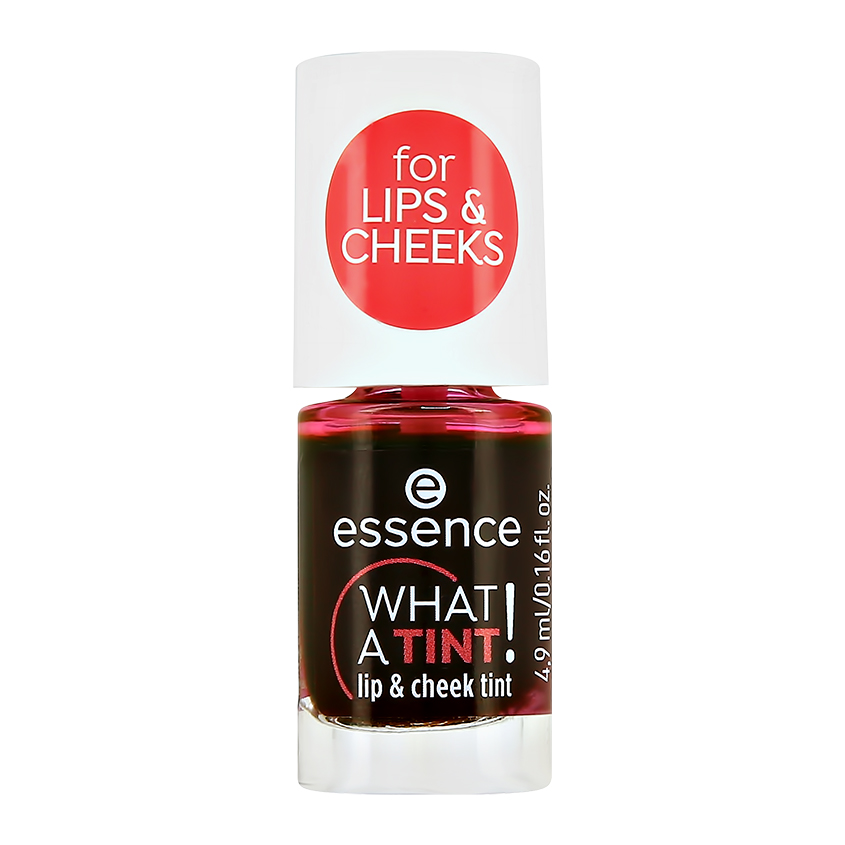 for
LIPS &
CHEEKS
e
essence
WHAT
A TINT!
lip & cheek tint
4.9 ml/0.16 fl. oz.